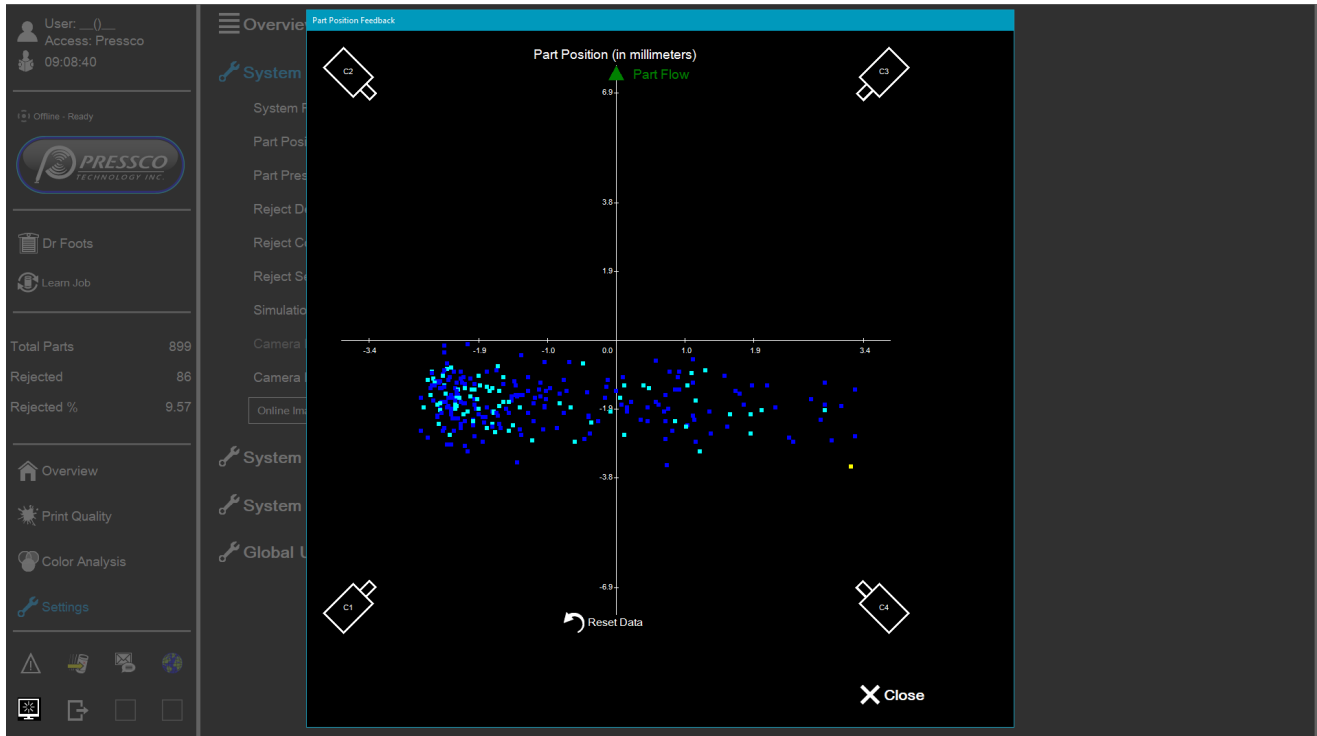 User: __()__
Access: Pressco
09:08:40
Offline - Ready
PRESSCO
TECHNOLOGY INC.
Dr Foots
Learn Job
Total Parts 899
Rejected 86
Rejected % 9.57
Overview
Print Quality
Color Analysis
Settings
Overvie
System
System
Part Posi
Part Pres
Reject
Reject
Reject
Simulatio
Camera
Camera
Online Ima
System
System
Global
Part Position Feedback
C2
Part Position (in millimeters)
Part Flow
C3
6.9
3.8
1.9
-3.4 -1.9 -1.0 0.0 1.0 1.9 3.4
-1.9
-3.8
-6.9
C1
C4
Reset Data
Close